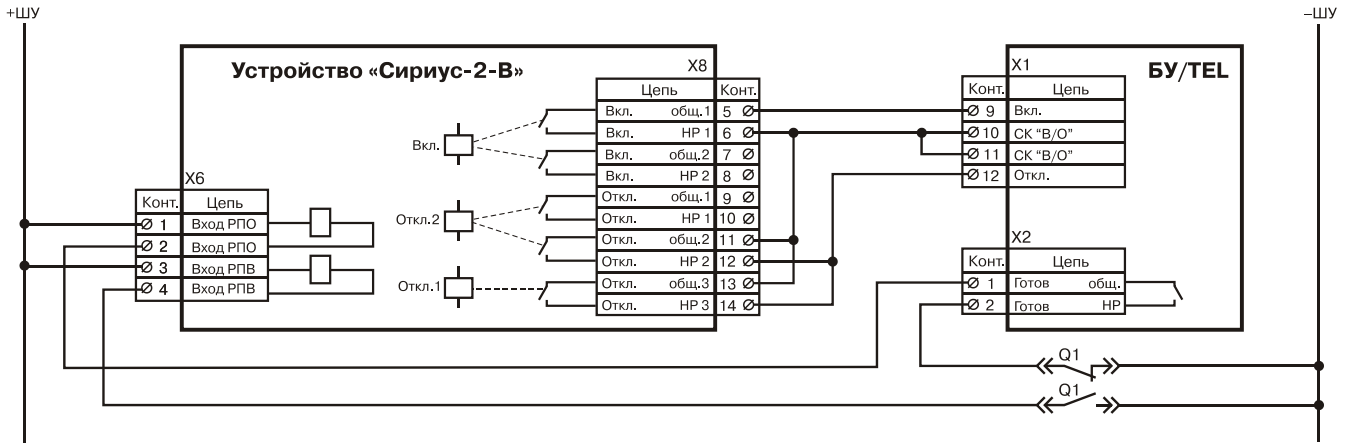 +ШУ
–ШУ
Устройство «Сириус-2-В»
X8
Цепь Конт.
Вкл. общ.1 5
Вкл. НР 1 6
Вкл. общ.2 7
Вкл. НР 2 8
Откл. общ.1 9
Откл. НР 1 10
Откл. общ.2 11
Откл. НР 2 12
Откл. общ.3 13
Откл. НР 3 14
Вкл.
Откл.2
Откл.1
X6
Конт. Цепь
1 Вход РПО
2 Вход РПО
3 Вход РПВ
4 Вход РПВ
БУ/TEL
X1
Конт. Цепь
9 Вкл.
10 СК "В/О"
11 СК "В/О"
12 Откл.
X2
Конт. Цепь
1 Готов общ.
2 Готов НР
Q1
Q1